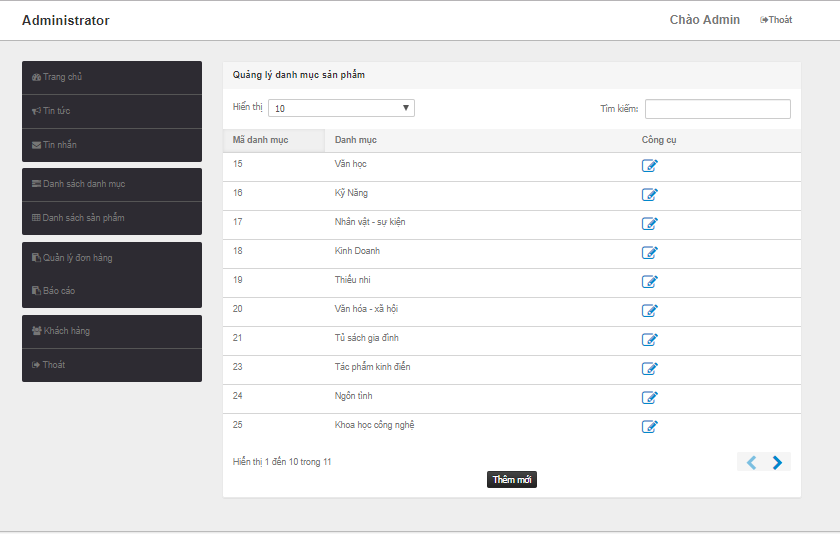 Administrator
Chào Admin
Thoát
Trang chủ
Tin tức
Tin nhắn
Danh sách danh mục
Danh sách sản phẩm
Quản lý đơn hàng
Báo cáo
Khách hàng
Thoát
Quảng lý danh mục sản phẩm
Hiển thị 10
Tìm kiếm:
Mã danh mục Danh mục Công cụ
15 Văn học
16 Kỹ Năng
17 Nhân vật - sự kiện
18 Kinh Doanh
19 Thiếu nhi
20 Văn hóa - xã hội
21 Tủ sách gia đình
23 Tác phẩm kinh điển
24 Ngôn tình
25 Khoa học công nghệ
Hiển thị 1 đến 10 trong 11
Thêm mới